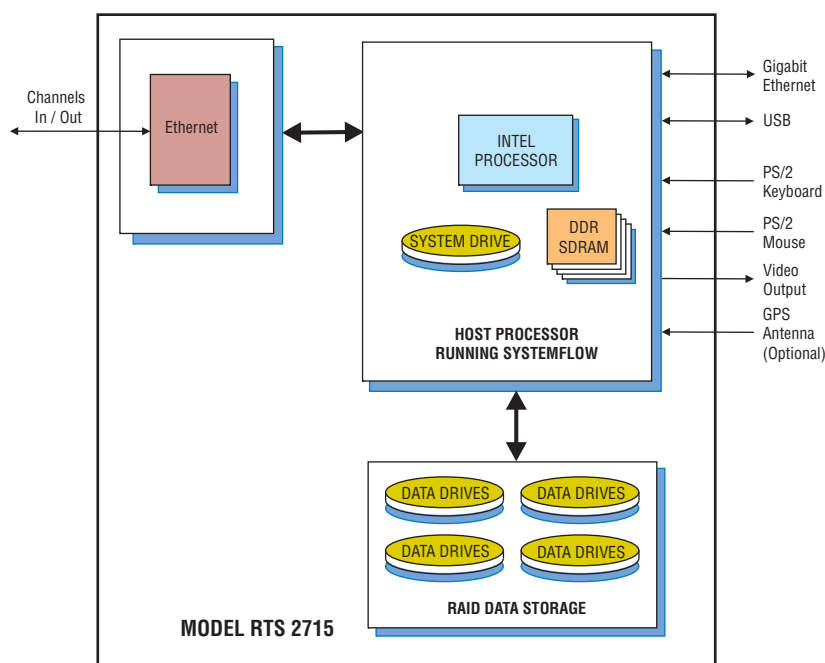 Channels
In / Out
Ethernet
INTEL
PROCESSOR
SYSTEM DRIVE
DDR
SDRAM
HOST PROCESSOR
RUNNING SYSTEMFLOW
Gigabit
Ethernet
USB
PS/2
Keyboard
PS/2
Mouse
Video
Output
GPS
Antenna
(Optional)
DATA DRIVES
DATA DRIVES
DATA DRIVES
DATA DRIVES
RAID DATA STORAGE
MODEL RTS 2715